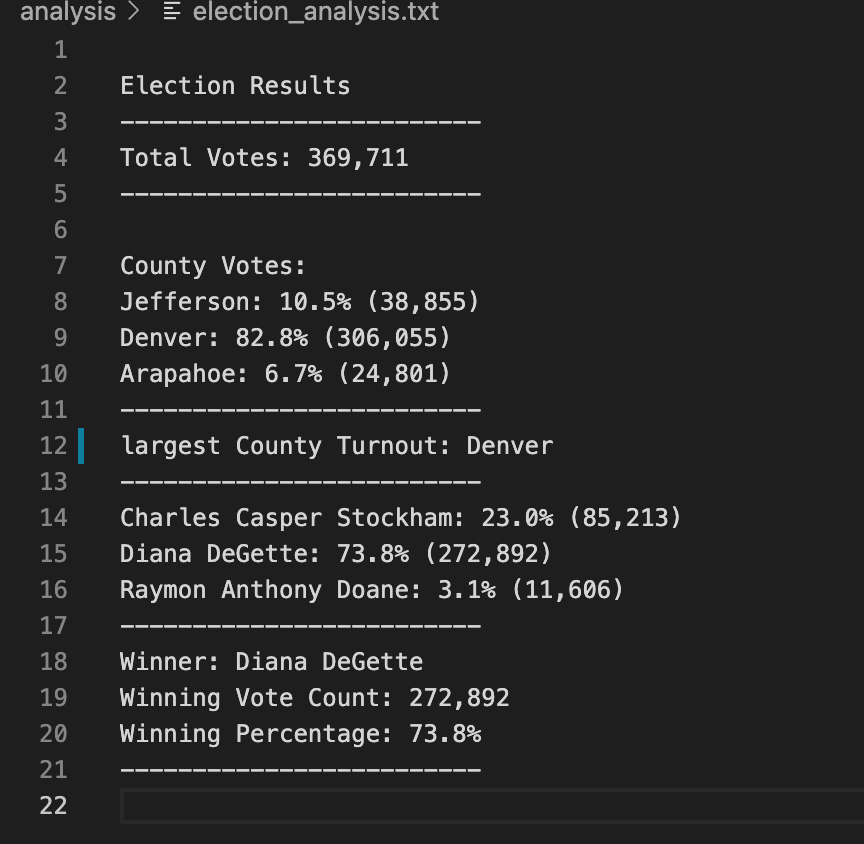 analysis > election_analysis.txt
1
2 Election Results
3 -------------------------
4 Total Votes: 369,711
5 -------------------------
6
7 County Votes:
8 Jefferson: 10.5% (38,855)
9 Denver: 82.8% (306,055)
10 Arapahoe: 6.7% (24,801)
11 -------------------------
12 largest County Turnout: Denver
13 -------------------------
14 Charles Casper Stockham: 23.0% (85,213)
15 Diana DeGette: 73.8% (272,892)
16 Raymon Anthony Doane: 3.1% (11,606)
17 -------------------------
18 Winner: Diana DeGette
19 Winning Vote Count: 272,892
20 Winning Percentage: 73.8%
21 -------------------------
22